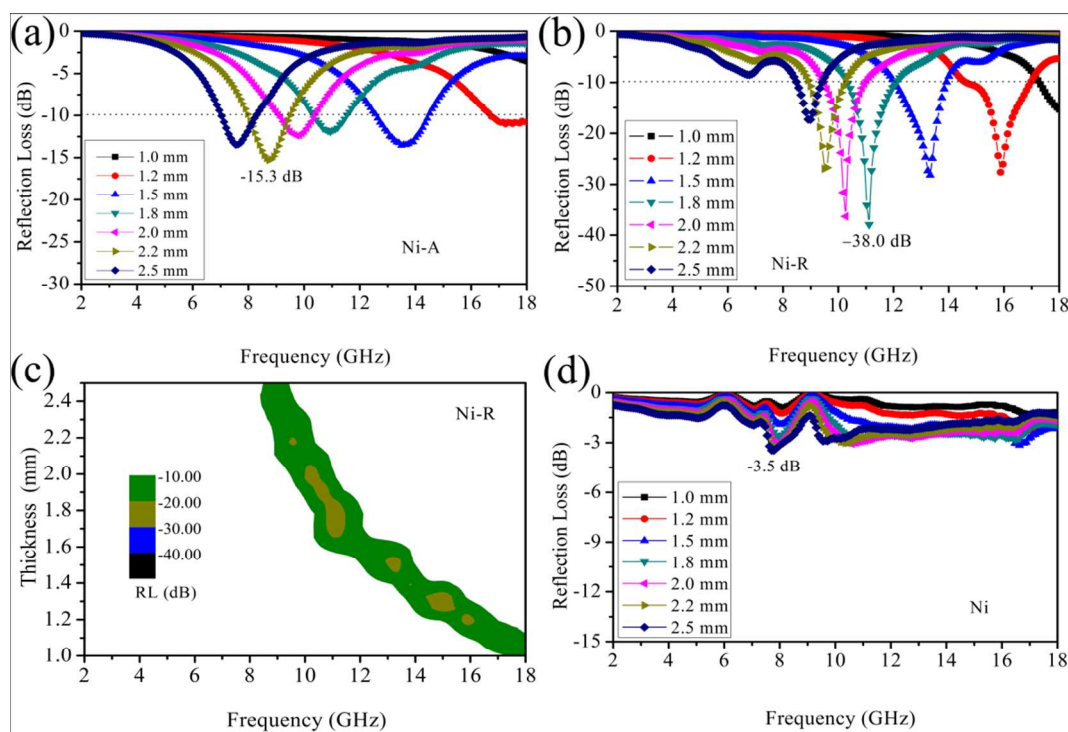 (a)
0
-5
-10
-15
-20
-25
-30
Reflection Loss (dB)
1.0 mm
1.2 mm
1.5 mm
1.8 mm
2.0 mm
2.2 mm
2.5 mm
-15.3 dB
Ni-A
2 4 6 8 10 12 14 16 18
Frequency (GHz)
(b)
0
-10
-20
-30
-40
-50
Reflection Loss (dB)
1.0 mm
1.2 mm
1.5 mm
1.8 mm
2.0 mm
2.2 mm
2.5 mm
−38.0 dB
Ni-R
2 4 6 8 10 12 14 16 18
Frequency (GHz)
(c)
2.4
2.2
2.0
1.8
1.6
1.4
1.2
1.0
Thickness (mm)
Ni-R
-10.00
-20.00
-30.00
-40.00
RL (dB)
2 4 6 8 10 12 14 16 18
Frequency (GHz)
(d)
0
-3
-6
-9
-12
-15
Reflection Loss (dB)
-3.5 dB
1.0 mm
1.2 mm
1.5 mm
1.8 mm
2.0 mm
2.2 mm
2.5 mm
Ni
2 4 6 8 10 12 14 16 18
Frequency (GHz)